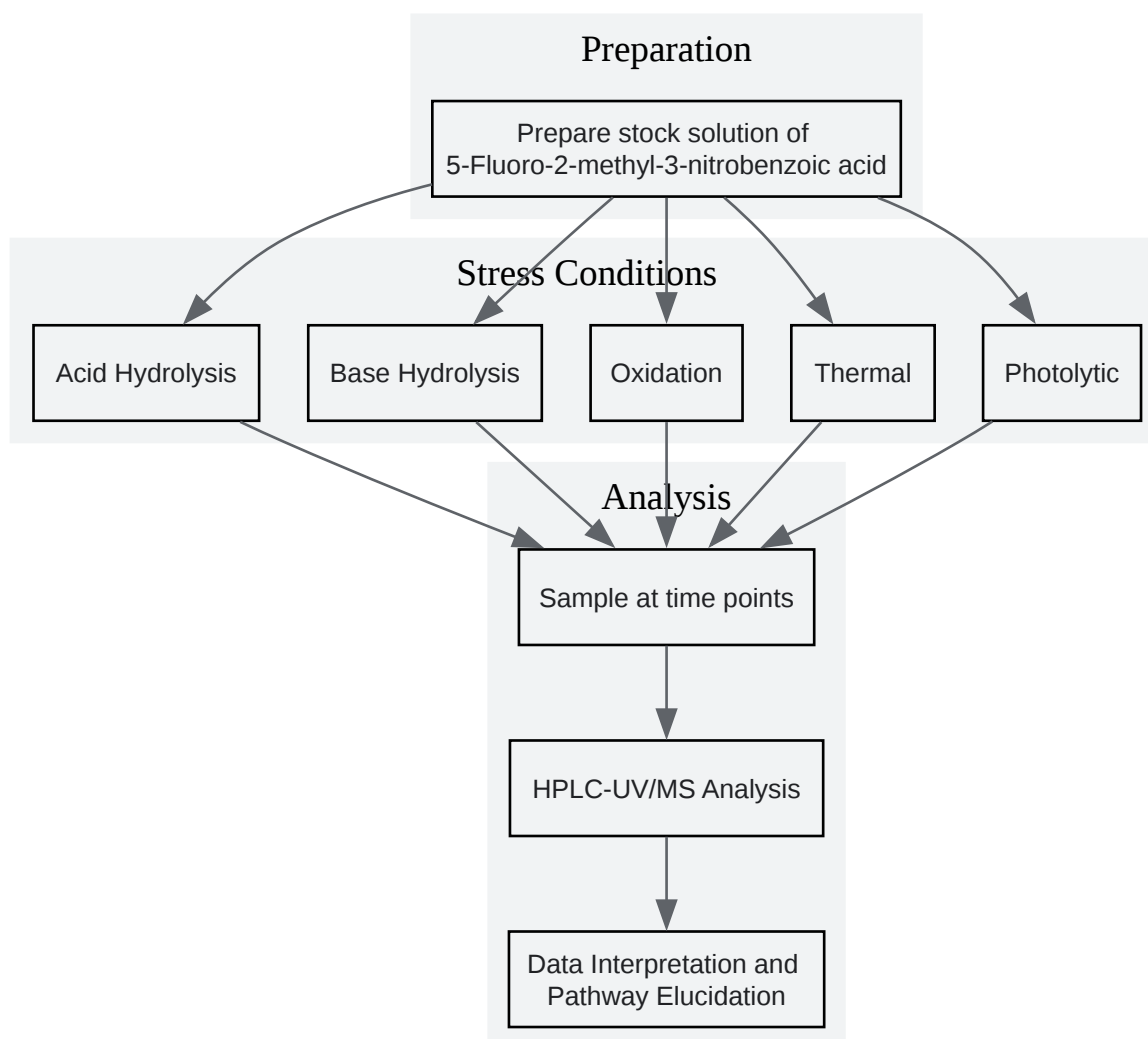 Preparation
Prepare stock solution of
5-Fluoro-2-methyl-3-nitrobenzoic acid
Stress Conditions
Acid Hydrolysis
Base Hydrolysis
Oxidation
Thermal
Photolytic
Analysis
Sample at time points
HPLC-UV/MS Analysis
Data Interpretation and
Pathway Elucidation